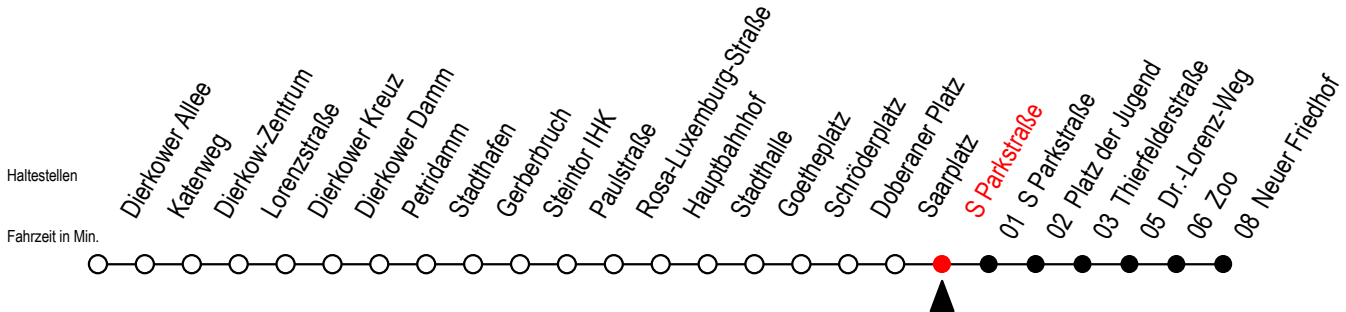 Haltestellen
Fahrzeit in Min.
Dierkower Allee
Katerweg
Dierkow-Zentrum
Lorenzstraße
Dierkower Kreuz
Dierkower Damm
Petridamm
Stadthafen
Gerberbruch
Steintor IHK
Paulstraße
Rosa-Luxemburg-Straße
Hauptbahnhof
Stadthalle
Goetheplatz
Schröderplatz
Doberaner Platz
Saarplatz
S Parkstraße
01 S Parkstraße
02 Platz der Jugend
03 Thierfelderstraße
05 Dr.-Lorenz-Weg
06 Zoo
08 Neuer Friedhof